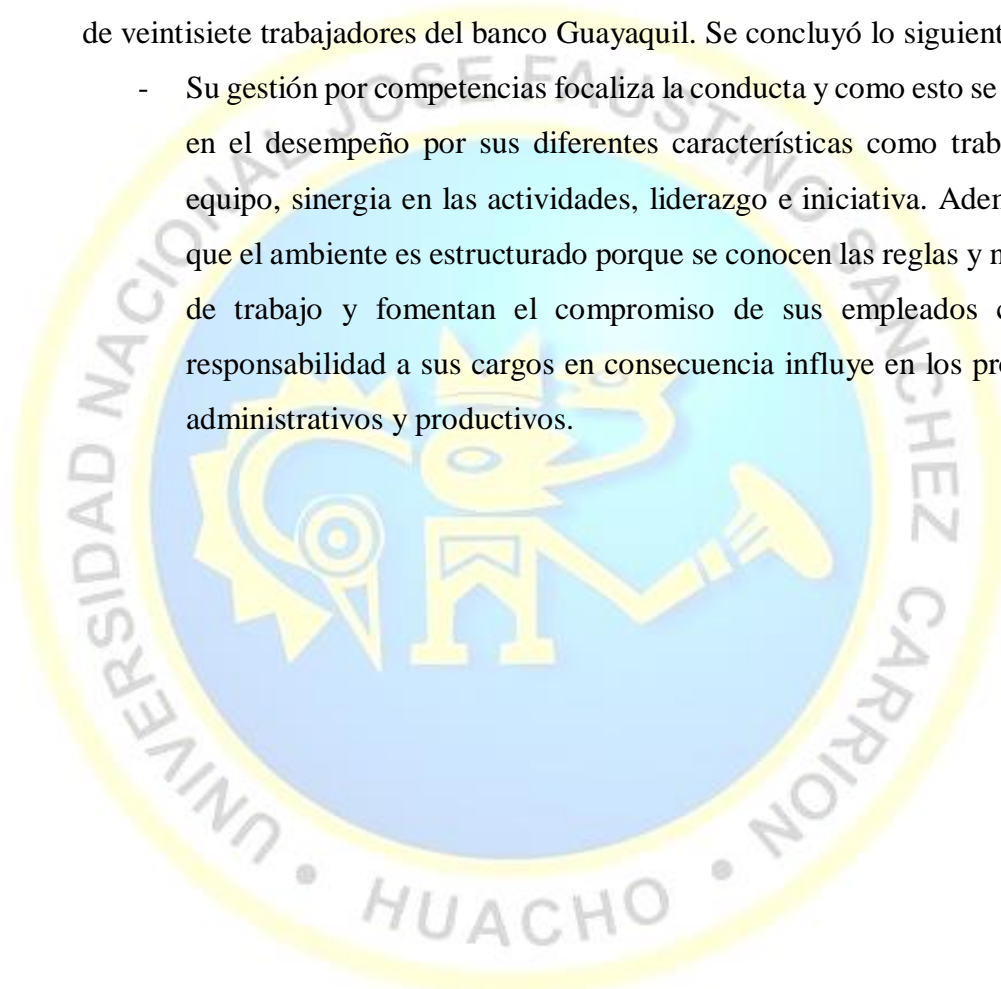 de veintisiete trabajadores del banco Guayaquil. Se concluyó lo siguient
- Su gestión por competencias focaliza la conducta y como esto se
en el desempeño por sus diferentes características como trab
equipo, sinergia en las actividades, liderazgo e iniciativa. Ader
que el ambiente es estructurado porque se conocen las reglas y n
de trabajo y fomentan el compromiso de sus empleados c
responsabilidad a sus cargos en consecuencia influye en los pro
administrativos y productivos.
UNIVERSIDAD NACIONAL JOSE FAUSTINO SANCHEZ CARRION • HUACHO •